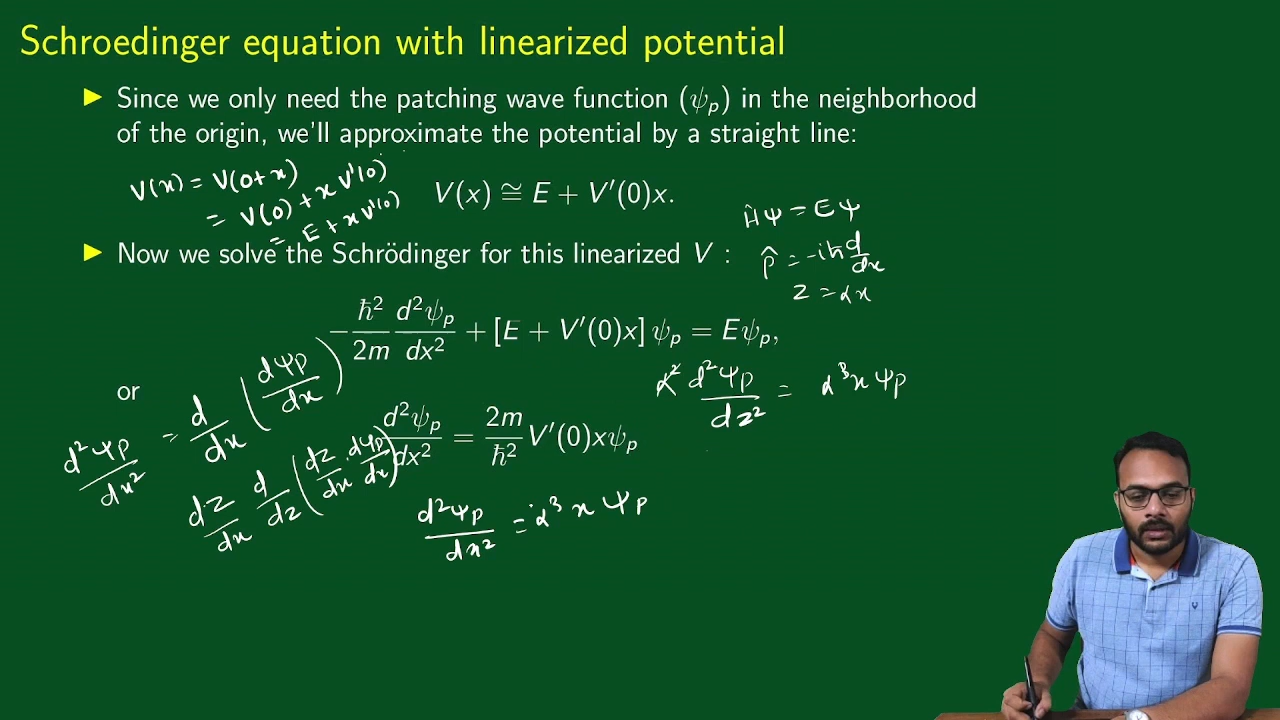 Schroedinger equation with linearized potential
▶ Since we only need the patching wave function (ψₚ) in the neighborhood
of the origin, we'll approximate the potential by a straight line:
V(x) = V(0+x)
= V(0) + x V'(0)
= E + x V'(0)
V(x) ≅ E + V′(0)x.
Ĥψ = Eψ
▶ Now we solve the Schrödinger for this linearized V :
p̂ = -iħ d/dx
z = αx
-ħ²/2m d²ψₚ/dx² + [E + V′(0)x] ψₚ = Eψₚ,
or
d²ψₚ/dx² = 2m/ħ² V′(0)xψₚ
d²ψp/dx² = d/dx (dψp/dx)
dz/dx d/dz (dz/dx · dψp/dx)
d²ψp/dx² = α³ x ψp
α² d²ψp/dz² = α³ x ψp